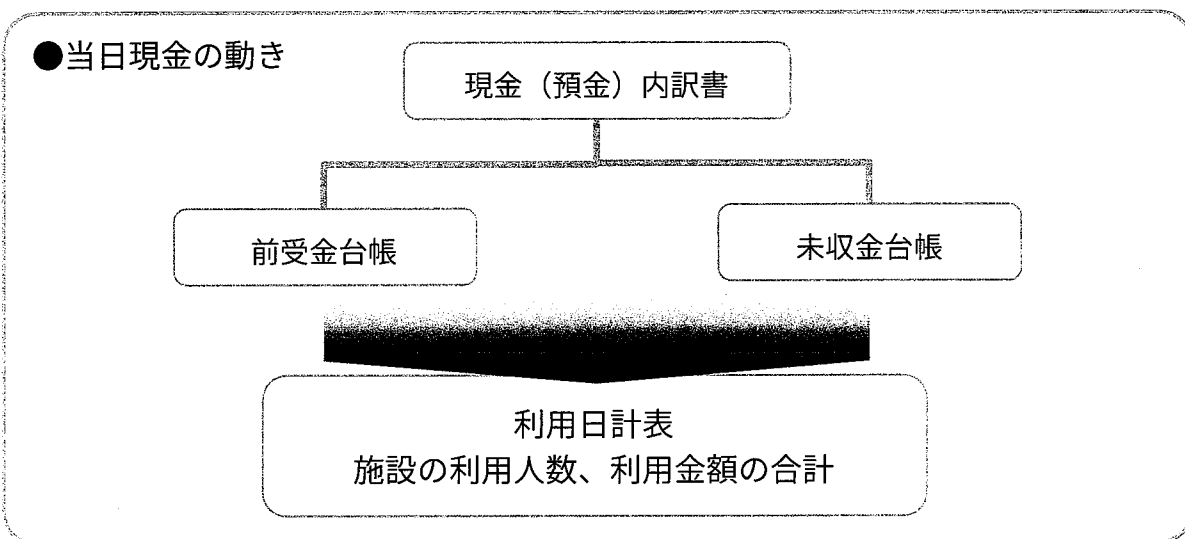 ●当日現金の動き
現金（預金）内訳書
前受金台帳
未収金台帳
利用日計表
施設の利用人数、利用金額の合計